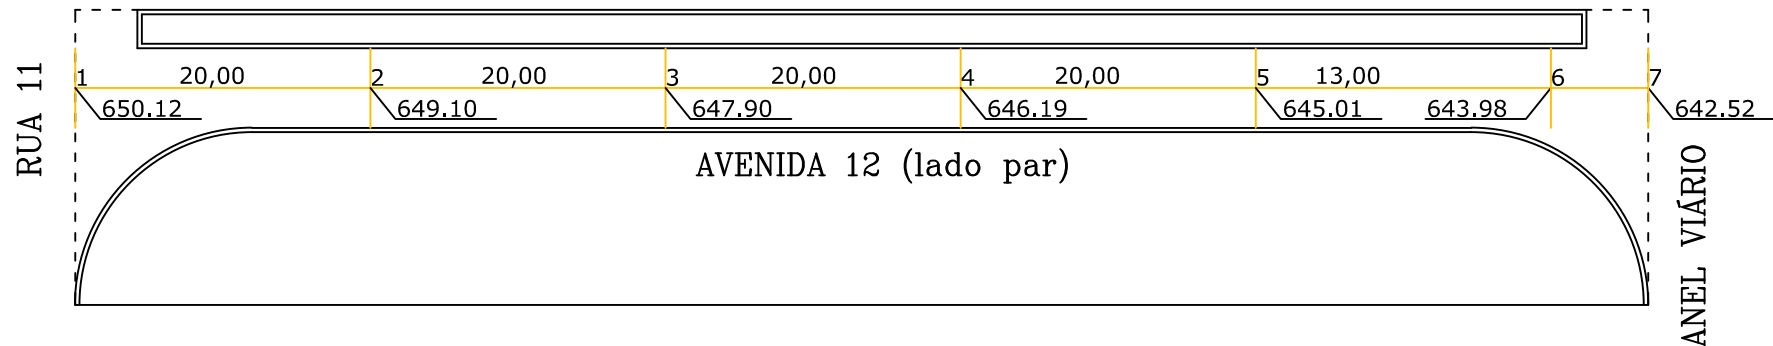 RUA 11
1 20,00 2 20,00 3 20,00 4 20,00 5 13,00 6 7
650.12 649.10 647.90 646.19 645.01 643.98 642.52
AVENIDA 12 (lado par)
ANEL VIÁRIO